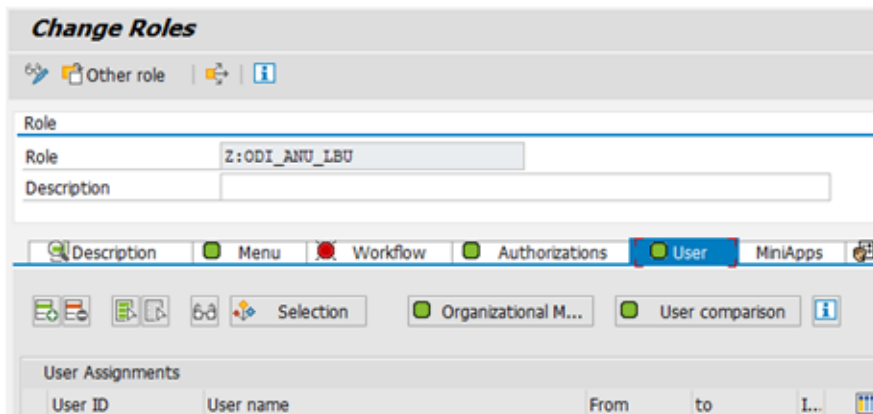 Change Roles
Other role
Role
Role Z:ODI_ANU_LBU
Description
Description Menu Workflow Authorizations User MiniApps
Selection Organizational M... User comparison
User Assignments
User ID User name From to I...